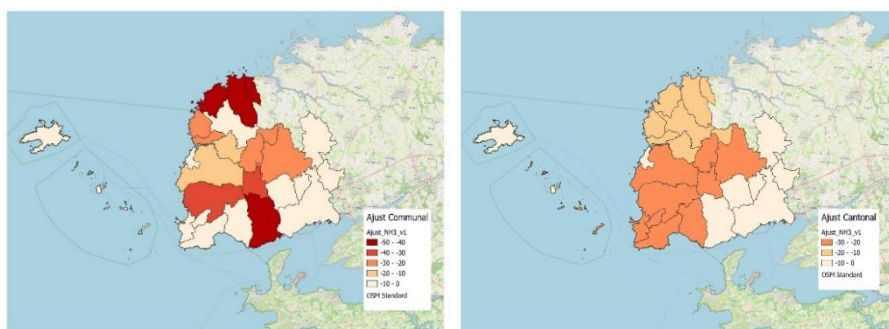 Ajust Communal
Ajust_NH3_v1
-50 - -40
-40 - -30
-30 - -20
-20 - -10
-10 - 0
OSM Standard
Ajust Cantonal
Ajust_NH3_v1
-30 - -20
-20 - -10
-10 - 0
OSM Standard